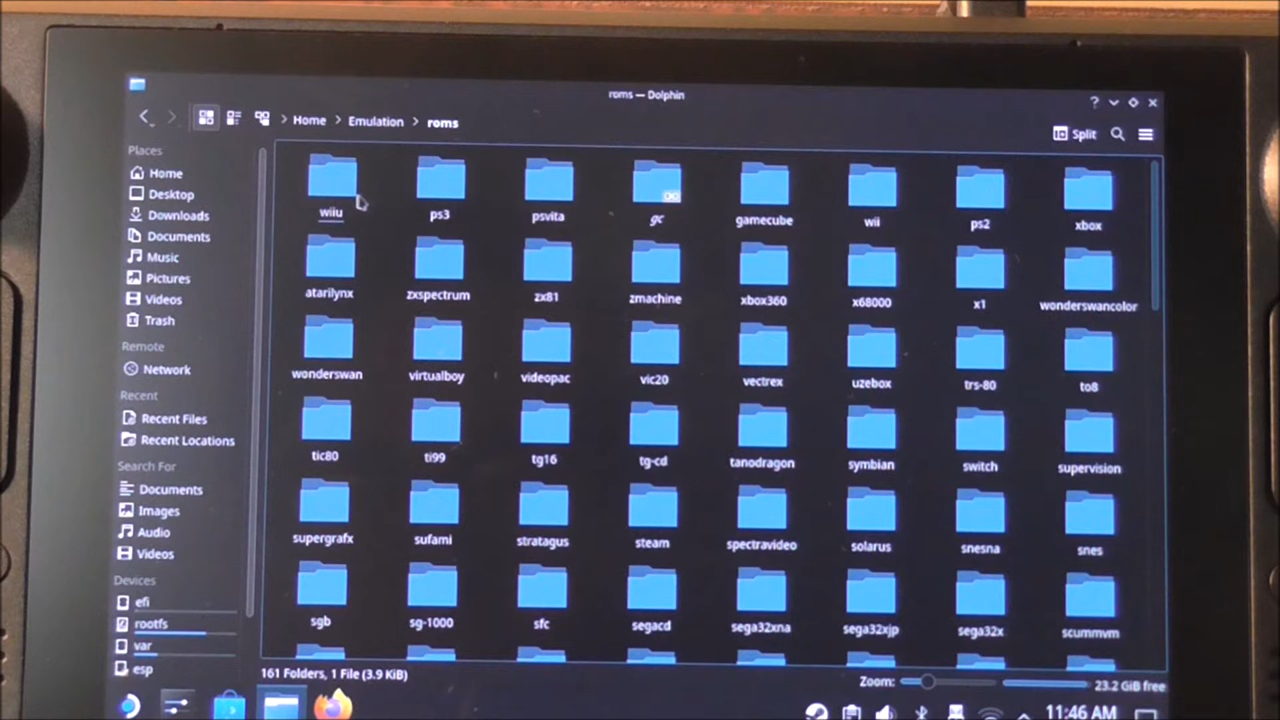 roms — Dolphin
Home > Emulation > roms
Split
Places
Home
Desktop
Downloads
Documents
Music
Pictures
Videos
Trash
Remote
Network
Recent
Recent Files
Recent Locations
Search For
Documents
Images
Audio
Videos
Devices
efi
rootfs
var
esp
wiiu ps3 psvita gc gamecube wii ps2 xbox
atarilynx zxspectrum zx81 zmachine xbox360 x68000 x1 wonderswancolor
wonderswan virtualboy videopac vic20 vectrex uzebox trs-80 to8
tic80 ti99 tg16 tg-cd tanodragon symbian switch supervision
supergrafx sufami stratagus steam spectravideo solarus snesna snes
sgb sg-1000 sfc segacd sega32xna sega32xjp sega32x scummvm
161 Folders, 1 File (3.9 KiB)
Zoom:
23.2 GiB free
11:46 AM